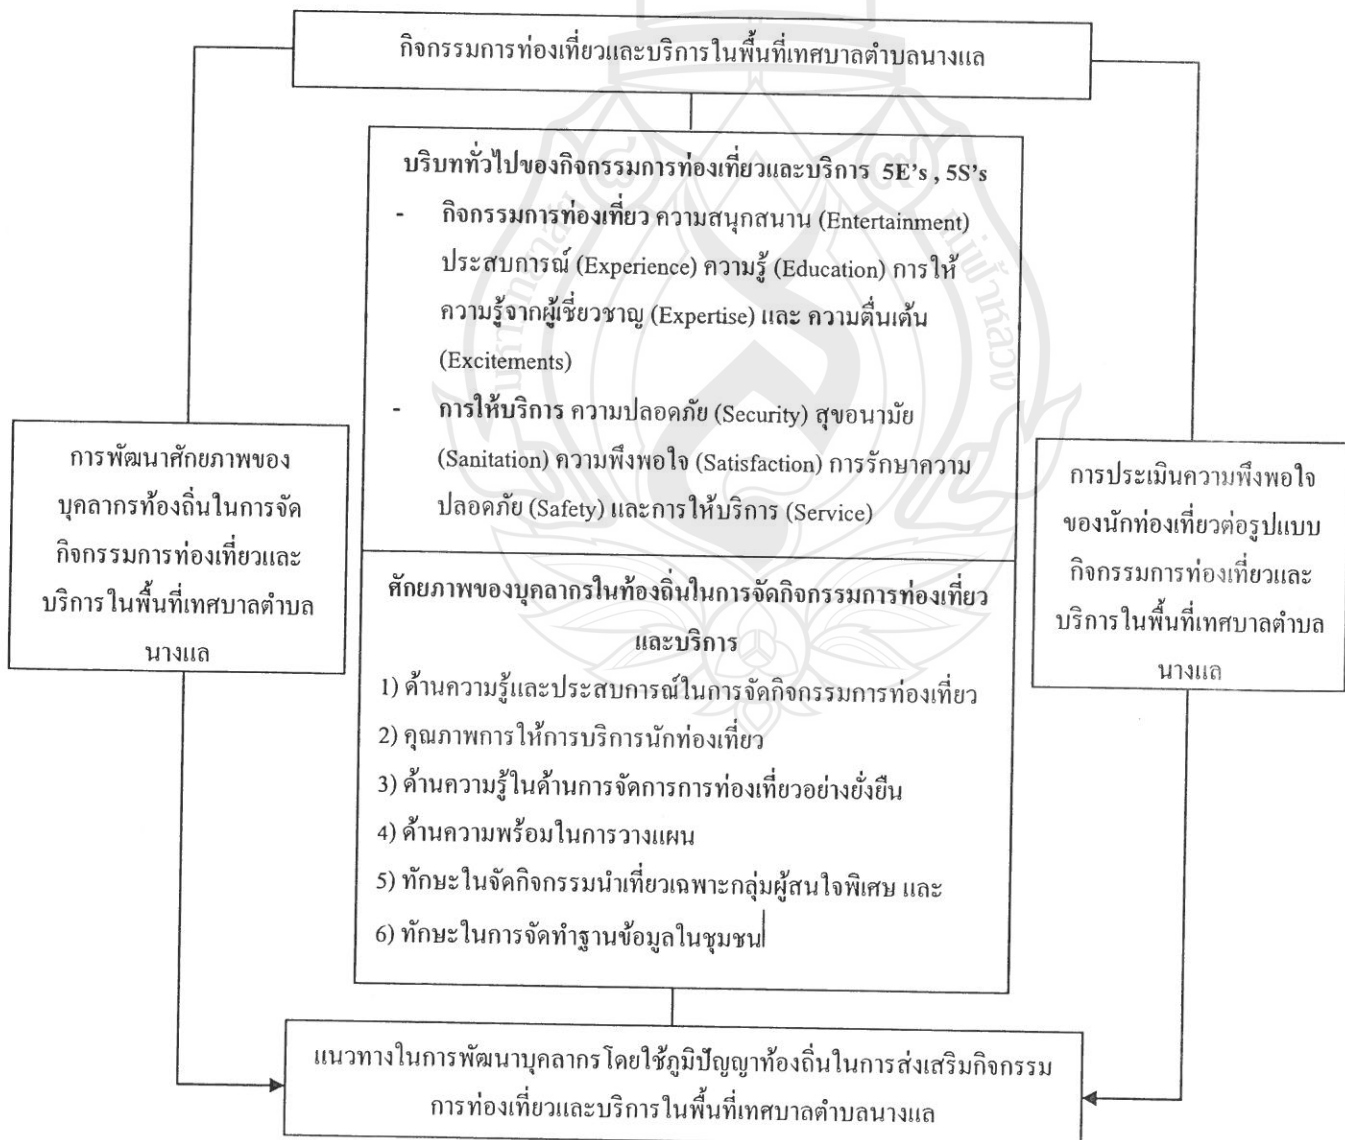 กิจกรรมการท่องเที่ยวและบริการในพื้นที่เทศบาลตำบลนางแล
บริบททั่วไปของกิจกรรมการท่องเที่ยวและบริการ 5E's , 5S's
- กิจกรรมการท่องเที่ยว ความสนุกสนาน (Entertainment)
ประสบการณ์ (Experience) ความรู้ (Education) การให้
ความรู้จากผู้เชี่ยวชาญ (Expertise) และ ความตื่นเต้น
(Excitements)
- การให้บริการ ความปลอดภัย (Security) สุขอนามัย
(Sanitation) ความพึงพอใจ (Satisfaction) การรักษาความ
ปลอดภัย (Safety) และการให้บริการ (Service)
การพัฒนาศักยภาพของ
บุคลากรท้องถิ่นในการจัด
กิจกรรมการท่องเที่ยวและ
บริการในพื้นที่เทศบาลตำบล
นางแล
การประเมินความพึงพอใจ
ของนักท่องเที่ยวต่อรูปแบบ
กิจกรรมการท่องเที่ยวและ
บริการในพื้นที่เทศบาลตำบล
นางแล
ศักยภาพของบุคลากรในท้องถิ่นในการจัดกิจกรรมการท่องเที่ยว
และบริการ
1) ด้านความรู้และประสบการณ์ในการจัดกิจกรรมการท่องเที่ยว
2) คุณภาพการให้การบริการนักท่องเที่ยว
3) ด้านความรู้ในด้านการจัดการการท่องเที่ยวอย่างยั่งยืน
4) ด้านความพร้อมในการวางแผน
5) ทักษะในจัดกิจกรรมนำเที่ยวเฉพาะกลุ่มผู้สนใจพิเศษ และ
6) ทักษะในการจัดทำฐานข้อมูลในชุมชน
แนวทางในการพัฒนาบุคลากรโดยใช้ภูมิปัญญาท้องถิ่นในการส่งเสริมกิจกรรม
การท่องเที่ยวและบริการในพื้นที่เทศบาลตำบลนางแล